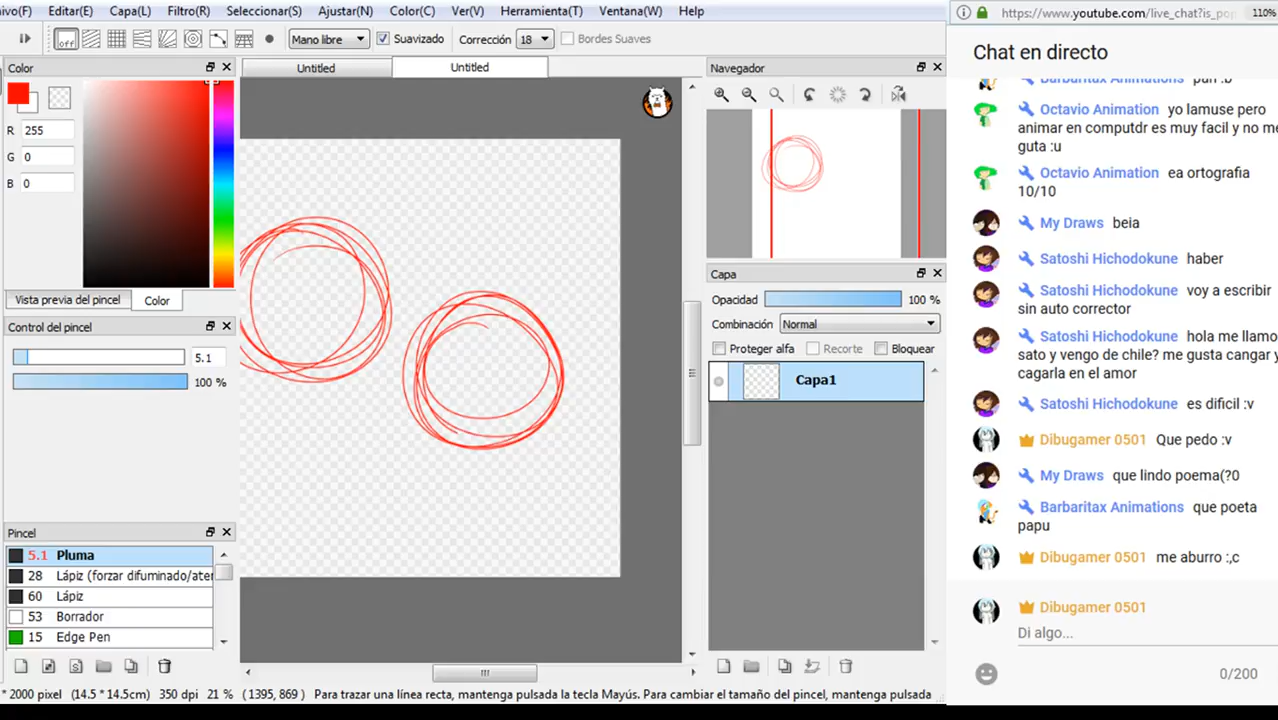 ivo(F) Editar(E) Capa(L) Filtro(R) Seleccionar(S) Ajustar(N) Color(C) Ver(V) Herramienta(T) Ventana(W) Help
off Mano libre Suavizado Corrección 18 Bordes Suaves
Color
R 255
G 0
B 0
Vista previa del pincel Color
Control del pincel
5.1
100 %
Pincel
5.1 Pluma
28 Lápiz (forzar difuminado/ater
60 Lápiz
53 Borrador
15 Edge Pen
Untitled Untitled
Navegador
Capa
Opacidad 100 %
Combinación Normal
Proteger alfa Recorte Bloquear
Capa1
* 2000 pixel (14.5 * 14.5cm) 350 dpi 21 % (1395, 869) Para trazar una línea recta, mantenga pulsada la tecla Mayús. Para cambiar el tamaño del pincel, mantenga pulsada
https://www.youtube.com/live_chat?is_pop 110%
Chat en directo
Barbaritax Animations pan :b
Octavio Animation yo lamuse pero
animar en computdr es muy facil y no me
guta :u
Octavio Animation ea ortografia
10/10
My Draws beia
Satoshi Hichodokune haber
Satoshi Hichodokune voy a escribir
sin auto corrector
Satoshi Hichodokune hola me llamo
sato y vengo de chile? me gusta cangar y
cagarla en el amor
Satoshi Hichodokune es dificil :v
Dibugamer 0501 Que pedo :v
My Draws que lindo poema(?0
Barbaritax Animations que poeta
papu
Dibugamer 0501 me aburro :,c
Dibugamer 0501
Di algo...
0/200